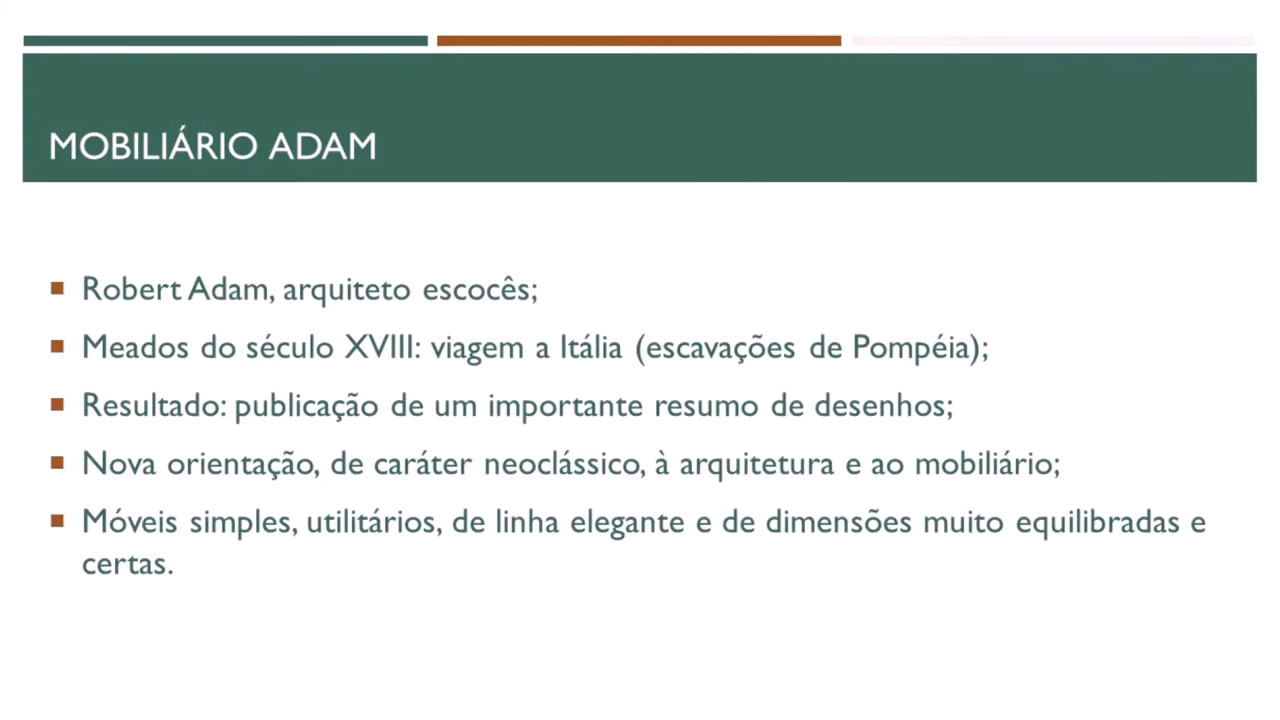 MOBILIÁRIO ADAM
Robert Adam, arquiteto escocês;
Meados do século XVIII: viagem a Itália (escavações de Pompéia);
Resultado: publicação de um importante resumo de desenhos;
Nova orientação, de caráter neoclássico, à arquitetura e ao mobiliário;
Móveis simples, utilitários, de linha elegante e de dimensões muito equilibradas e
certas.